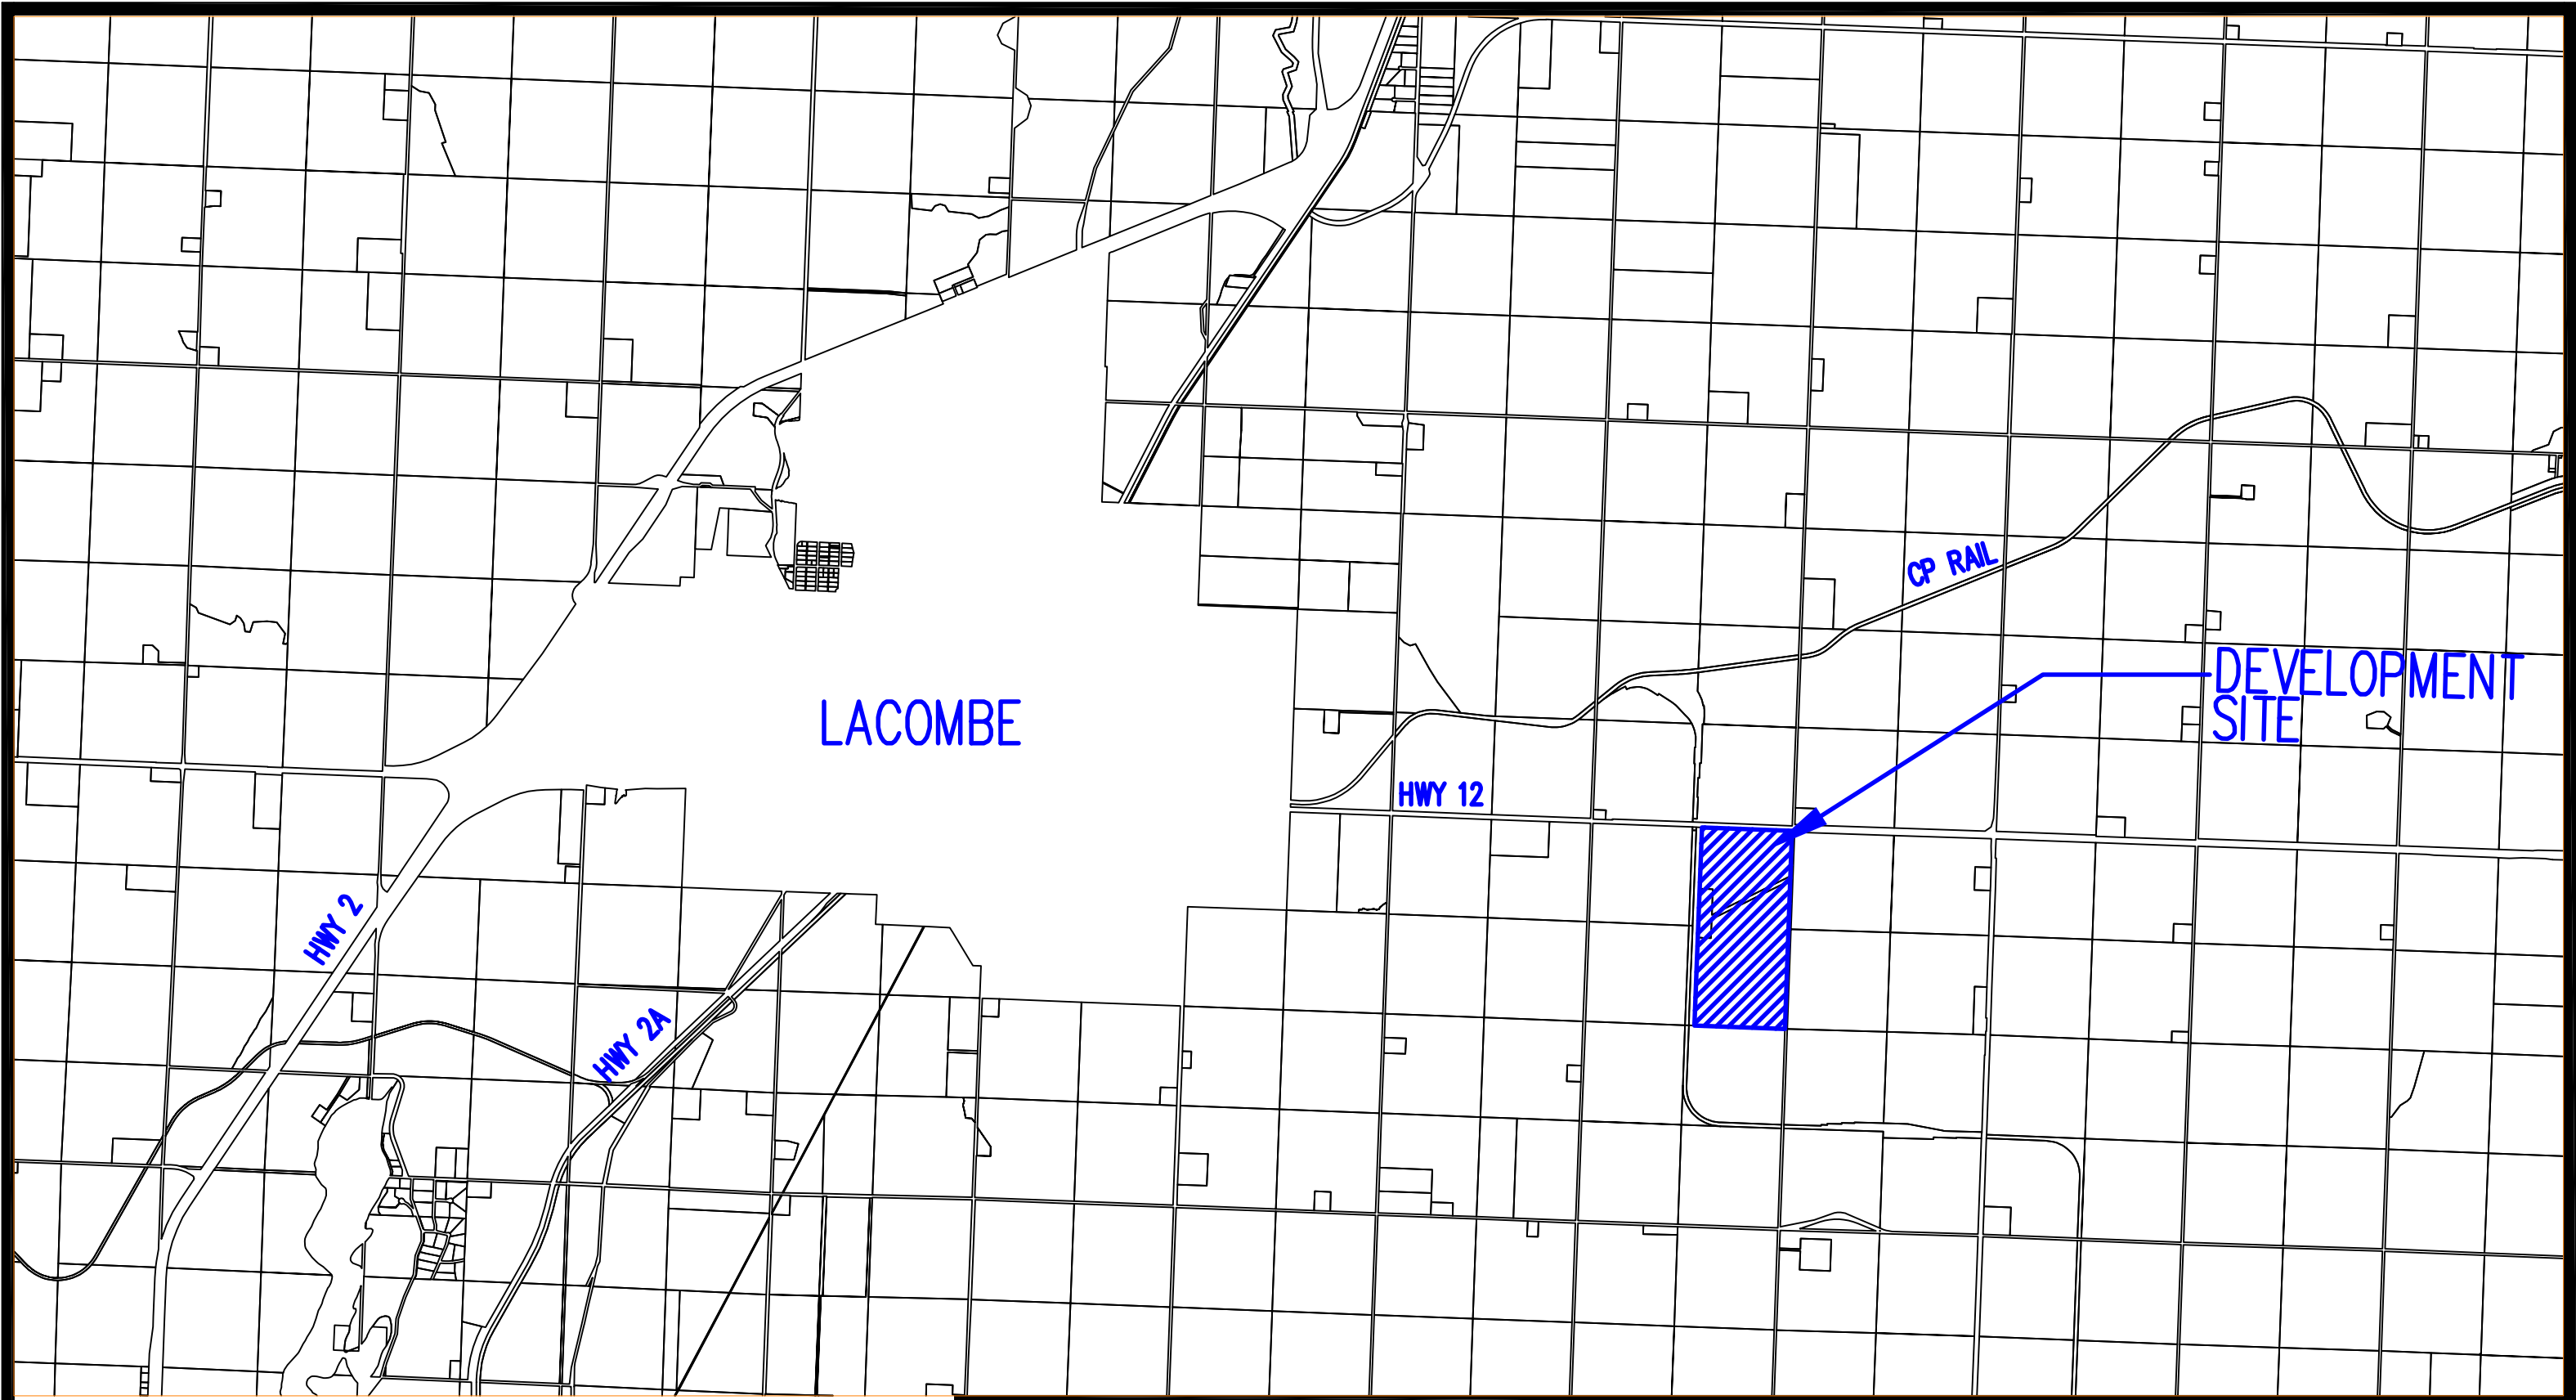 CP RAIL
DEVELOPMENT
SITE
LACOMBE
HWY 12
HWY 2
HWY 2A